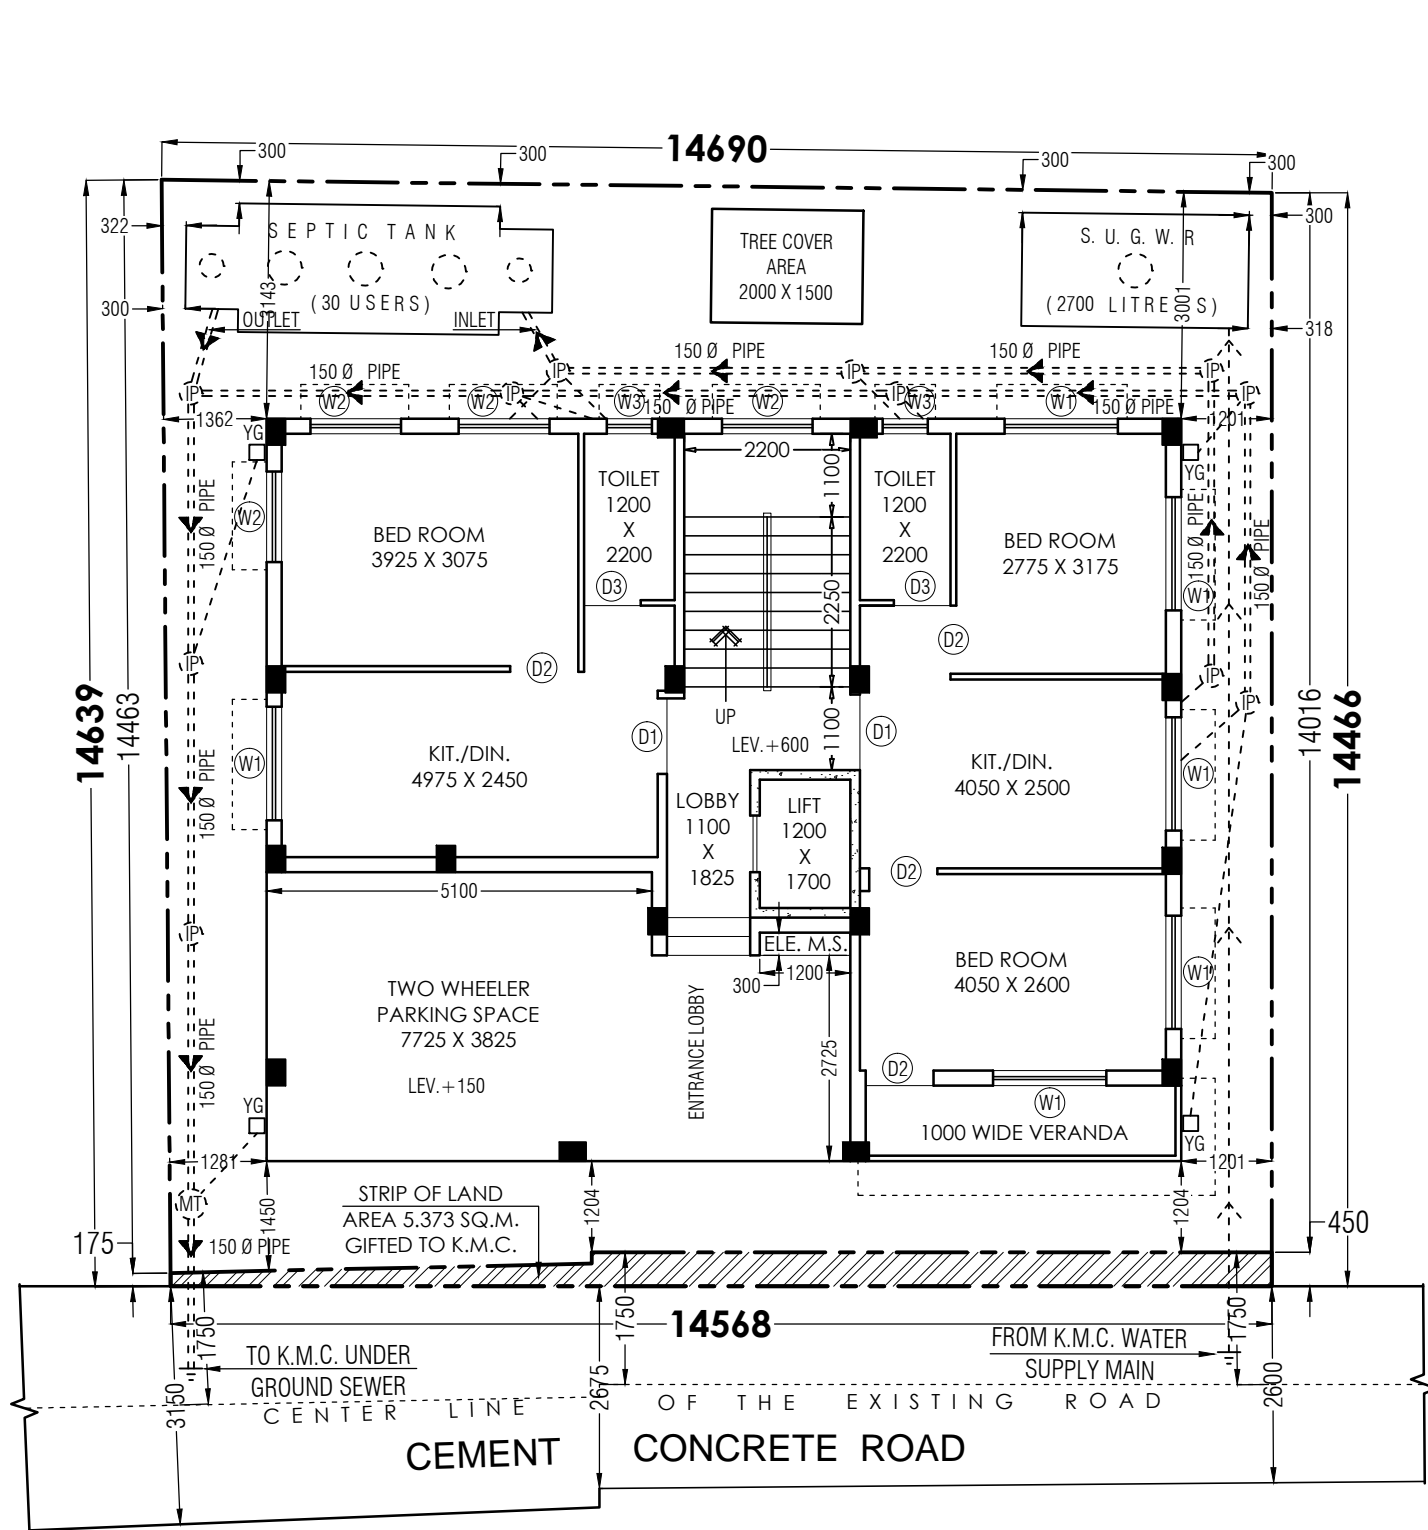 14690
300
300
300
300
322
SEPTIC TANK
(30 USERS)
300
OUTLET
INLET
3143
TREE COVER
AREA
2000 X 1500
S. U. G. W. R
(2700 LITRES)
3001
300
318
150 Ø PIPE
150 Ø PIPE
150 Ø PIPE
150 Ø PIPE
150 Ø PIPE
IP
IP
IP
IP
IP
IP
IP
W2
W2
W3
W2
W3
W1
1362
1201
YG
YG
2200
1100
TOILET
1200
X
2200
TOILET
1200
X
2200
BED ROOM
3925 X 3075
BED ROOM
2775 X 3175
W2
W1
150 Ø PIPE
150 Ø PIPE
150 Ø PIPE
D3
D3
2250
D2
D2
IP
IP
IP
14639
14463
14016
14466
UP
LEV.+600
1100
D1
D1
KIT./DIN.
4975 X 2450
KIT./DIN.
4050 X 2500
W1
W1
150 Ø PIPE
LOBBY
1100
X
1825
LIFT
1200
X
1700
D2
5100
IP
ELE. M.S.
300
1200
BED ROOM
4050 X 2600
W1
TWO WHEELER
PARKING SPACE
7725 X 3825
LEV.+150
ENTRANCE LOBBY
2725
150 Ø PIPE
D2
W1
1000 WIDE VERANDA
YG
YG
1281
1201
MT
1450
STRIP OF LAND
AREA 5.373 SQ.M.
GIFTED TO K.M.C.
1204
1204
175
150 Ø PIPE
450
14568
1750
1750
1750
TO K.M.C. UNDER
GROUND SEWER
FROM K.M.C. WATER
SUPPLY MAIN
3150
2675
2600
CENTER LINE OF THE EXISTING ROAD
CEMENT CONCRETE ROAD